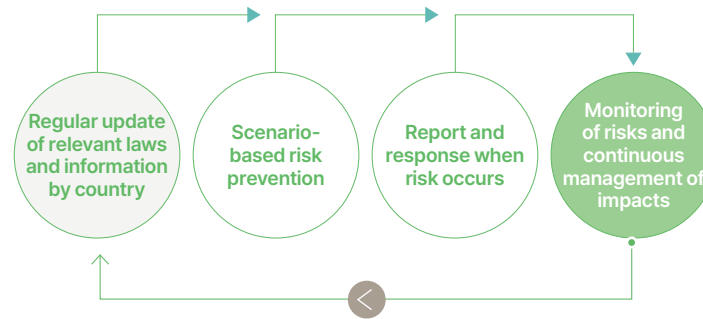 Regular update
of relevant laws
and information
by country
Scenario-
based risk
prevention
Report and
response when
risk occurs
Monitoring
of risks and
continuous
management of
impacts